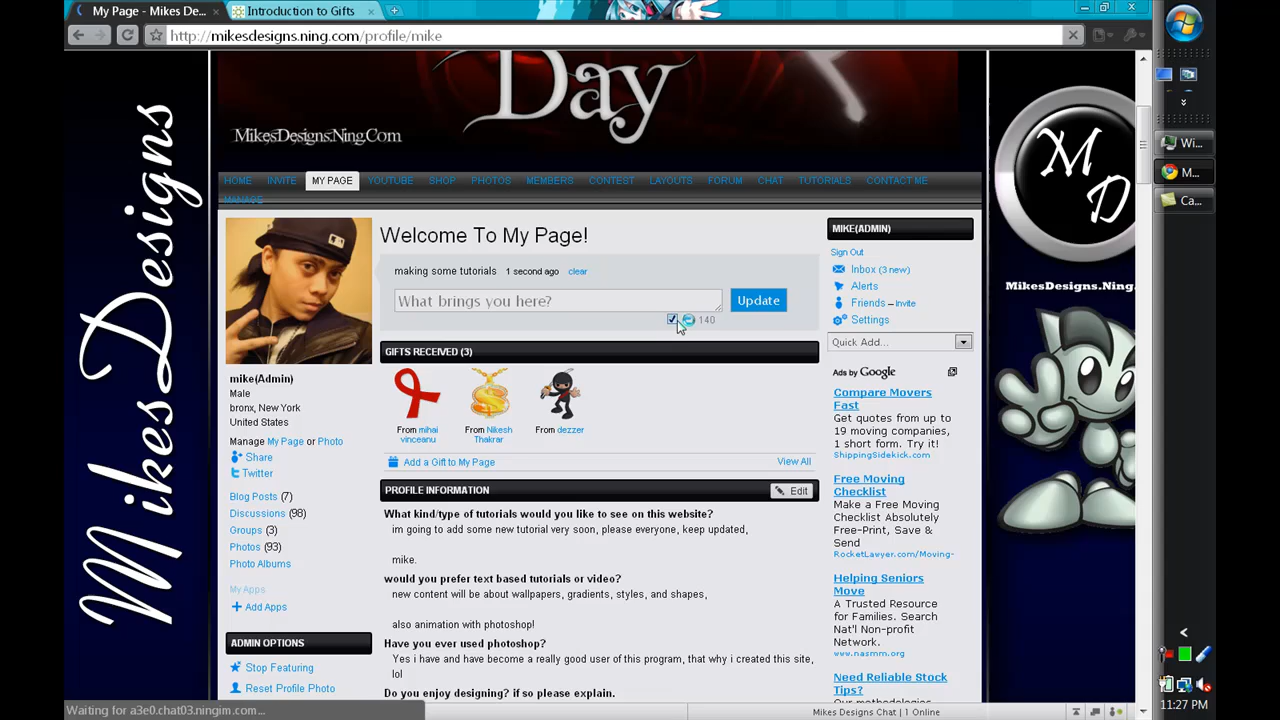 My Page - Mikes De...
Introduction to Gifts
http://mikesdesigns.ning.com/profile/mike
Day
MikesDesigns.Ning.Com
HOME INVITE MY PAGE YOUTUBE SHOP PHOTOS MEMBERS CONTEST LAYOUTS FORUM CHAT TUTORIALS CONTACT ME
MANAGE
MikesDesigns
Welcome To My Page!
making some tutorials 1 second ago clear
What brings you here?
Update
140
GIFTS RECEIVED (3)
From mihai
vinceanu
From Nikesh
Thakrar
From dezzer
Add a Gift to My Page
View All
PROFILE INFORMATION
Edit
What kind/type of tutorials would you like to see on this website?
im going to add some new tutorial very soon, please everyone, keep updated,
mike.
would you prefer text based tutorials or video?
new content will be about wallpapers, gradients, styles, and shapes,
also animation with photoshop!
Have you ever used photoshop?
Yes i have and have become a really good user of this program, that why i created this site,
lol
Do you enjoy designing? if so please explain.
mike(Admin)
Male
bronx, New York
United States
Manage My Page or Photo
Share
Twitter
Blog Posts (7)
Discussions (98)
Groups (3)
Photos (93)
Photo Albums
My Apps
Add Apps
ADMIN OPTIONS
Stop Featuring
Reset Profile Photo
MIKE(ADMIN)
Sign Out
Inbox (3 new)
Alerts
Friends – Invite
Settings
Quick Add...
Ads by Google
Compare Movers
Fast
Get quotes from up to
19 moving companies,
1 short form. Try it!
ShippingSidekick.com
Free Moving
Checklist
Make a Free Moving
Checklist Absolutely
Free-Print, Save &
Send
RocketLawyer.com/Moving-
Helping Seniors
Move
A Trusted Resource
for Families. Search
Nat'l Non-profit
Network.
www.nasmm.org
Need Reliable Stock
Tips?
MD
MikesDesigns.Ning
Wi...
M...
Ca...
11:27 PM
Waiting for a3e0.chat03.ningim.com...
Mikes Designs Chat | 1 Online